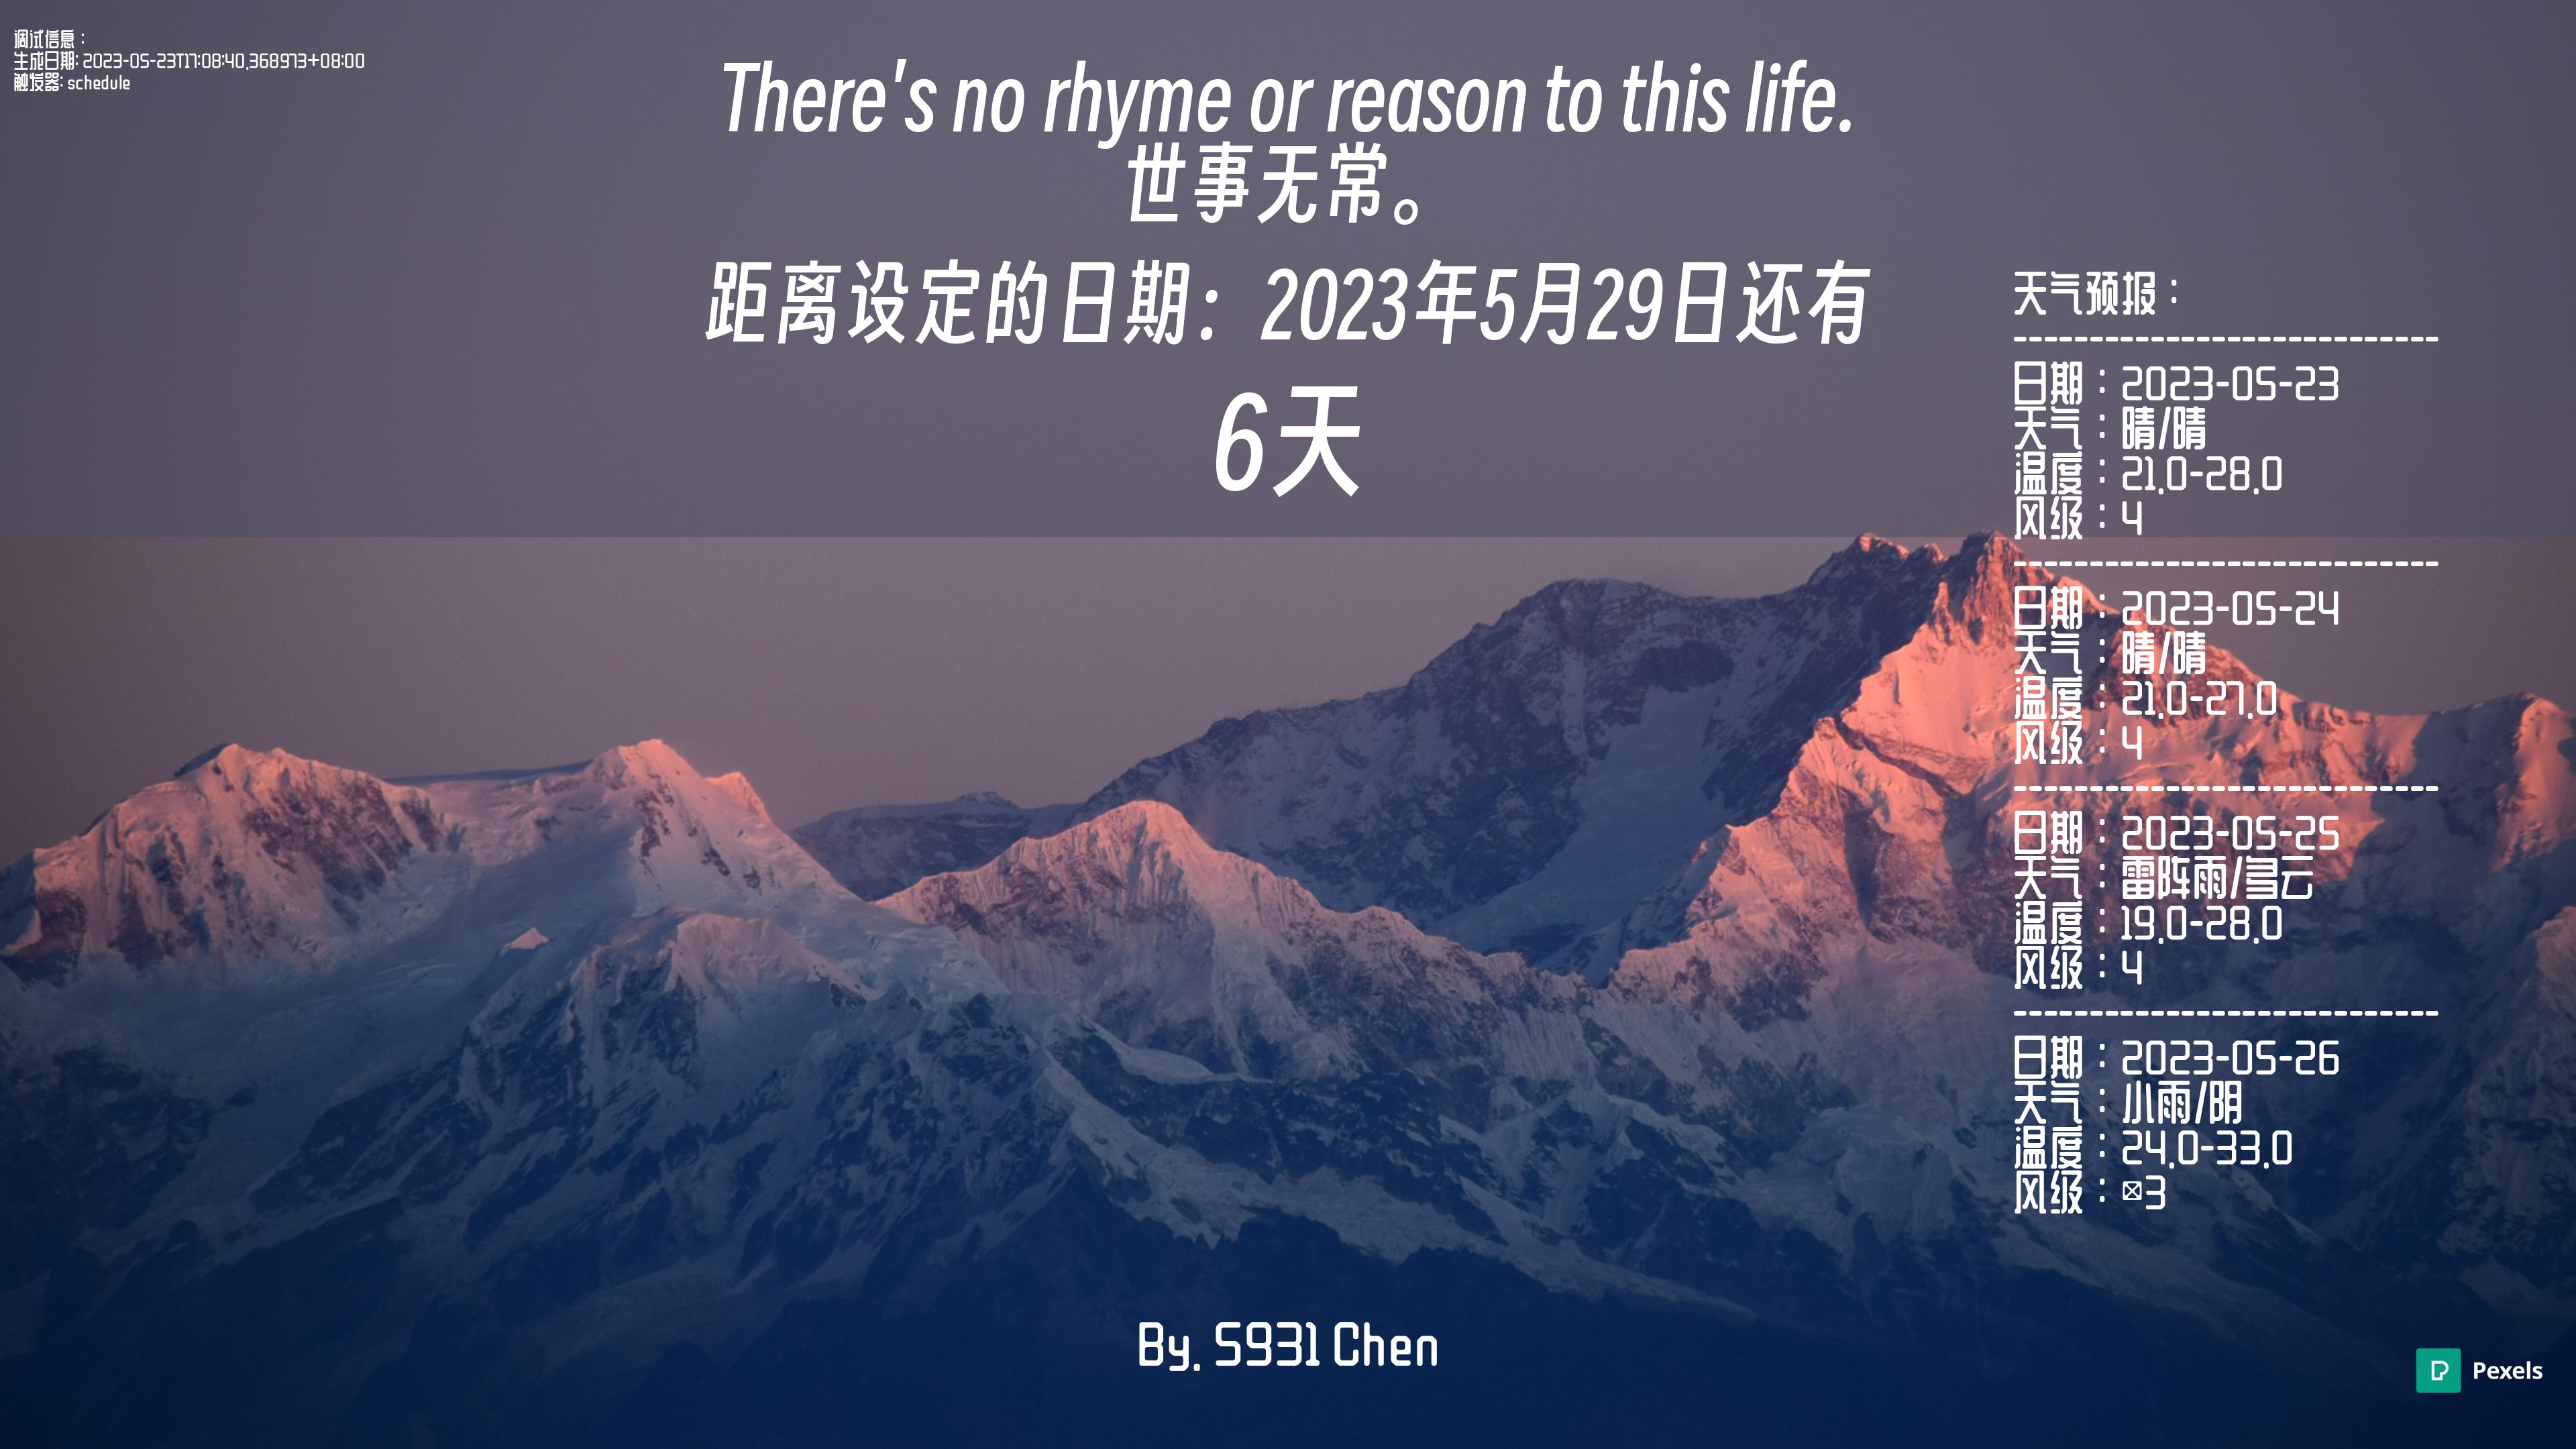 调试信息：
生成日期: 2023-05-23T17:08:40.368973+08:00
触发器: schedule
There's no rhyme or reason to this life.
世事无常。
距离设定的日期：2023年5月29日还有
6天
天气预报：
----------------------------
日期：2023-05-23
天气：晴/晴
温度：21.0-28.0
风级：4
----------------------------
日期：2023-05-24
天气：晴/晴
温度：21.0-27.0
风级：4
----------------------------
日期：2023-05-25
天气：雷阵雨/多云
温度：19.0-28.0
风级：4
----------------------------
日期：2023-05-26
天气：小雨/阴
温度：24.0-33.0
风级：☒3
By. S931 Chen
Pexels